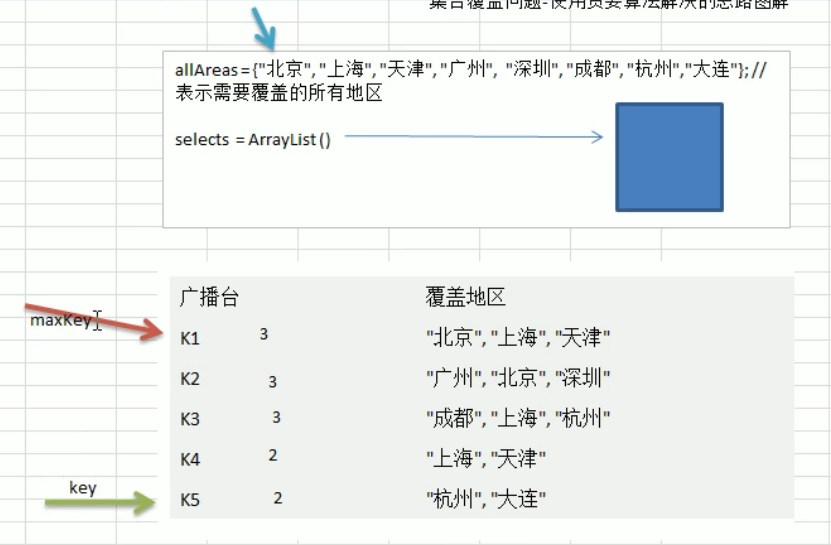 集合覆盖问题-使用贪婪算法解决的思路图解
allAreas={"北京","上海","天津","广州", "深圳","成都","杭州","大连"};//
表示需要覆盖的所有地区
selects = ArrayList()
广播台 覆盖地区
maxKey
K1 3 "北京","上海","天津"
K2 3 "广州","北京","深圳"
K3 3 "成都","上海","杭州"
K4 2 "上海","天津"
key
K5 2 "杭州","大连"